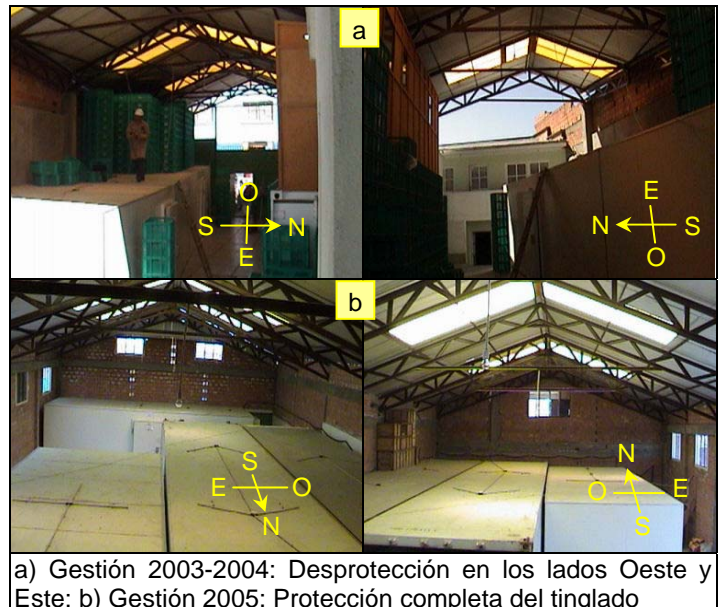 a
O
S N
E
E
N S
O
b
S
E O
N
N
O E
S
a) Gestión 2003-2004: Desprotección en los lados Oeste y
Este; b) Gestión 2005: Protección completa del tinglado